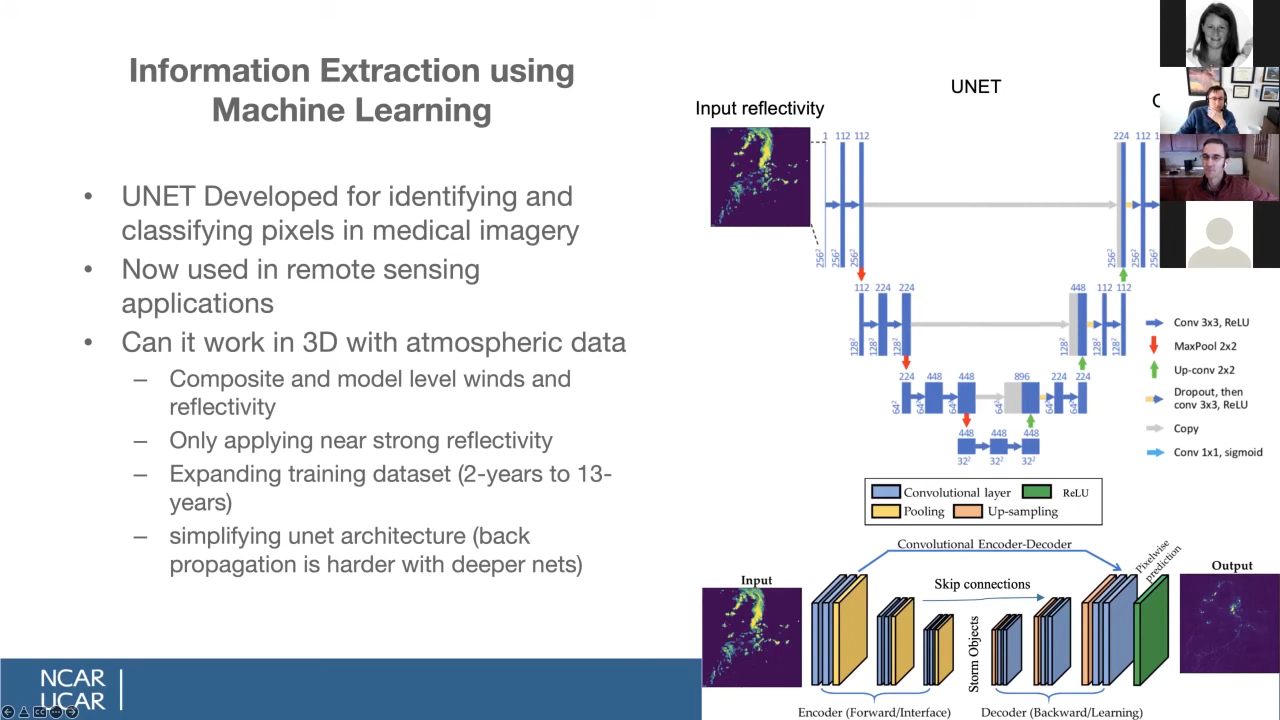 Information Extraction using
Machine Learning
• UNET Developed for identifying and
classifying pixels in medical imagery
• Now used in remote sensing
applications
• Can it work in 3D with atmospheric data
– Composite and model level winds and
reflectivity
– Only applying near strong reflectivity
– Expanding training dataset (2-years to 13-
years)
– simplifying unet architecture (back
propagation is harder with deeper nets)
NCAR
UCAR
UNET
Input reflectivity
1 112 112
224 112
256² 256² 256²
256² 256²
112 224 224
448 112 112
128² 128² 128²
128² 128² 128²
224 448 448
896 224 224
64² 64² 64²
64² 64² 64²
448 448 448
32² 32² 32²
Conv 3x3, ReLU
MaxPool 2x2
Up-conv 2x2
Dropout, then
conv 3x3, ReLU
Copy
Conv 1x1, sigmoid
Convolutional layer ReLU
Pooling Up-sampling
Convolutional Encoder-Decoder
Pixelwise
prediction
Input
Skip connections
Output
Storm Objects
Encoder (Forward/Interface)
Decoder (Backward/Learning)